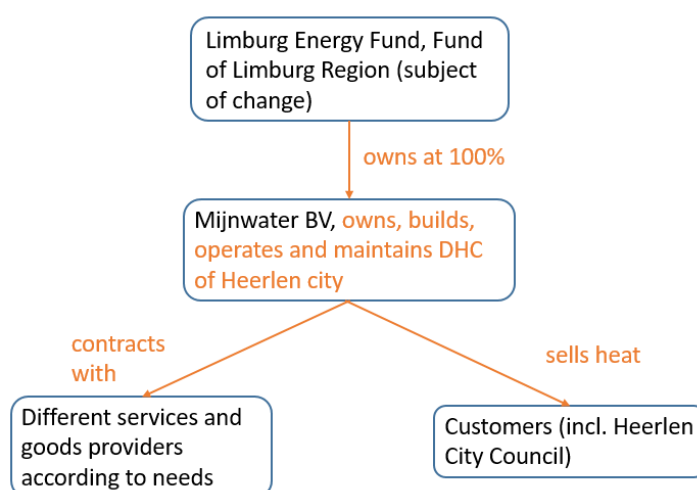 Limburg Energy Fund, Fund
of Limburg Region (subject
of change)
owns at 100%
Mijnwater BV, owns, builds,
operates and maintains DHC
of Heerlen city
contracts
with
sells heat
Different services and
goods providers
according to needs
Customers (incl. Heerlen
City Council)